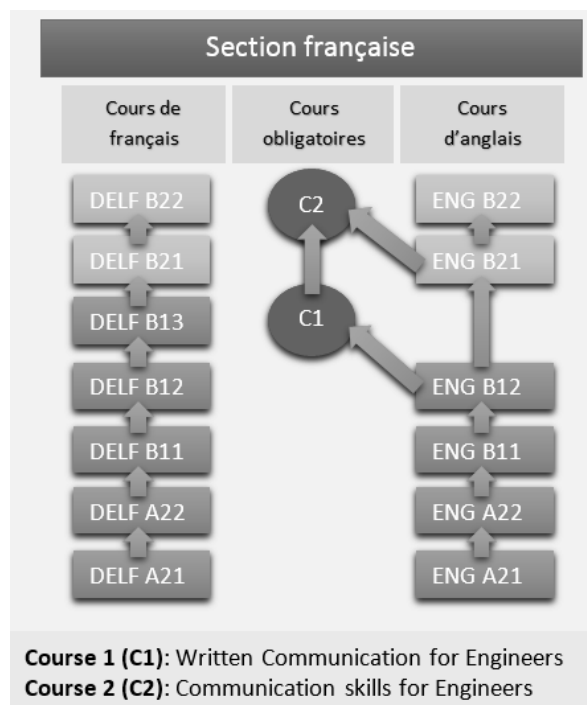 Section française
Cours de
français
Cours
obligatoires
Cours
d'anglais
DELF B22
C2
ENG B22
DELF B21
ENG B21
DELF B13
C1
DELF B12
ENG B12
DELF B11
ENG B11
DELF A22
ENG A22
DELF A21
ENG A21
Course 1 (C1): Written Communication for Engineers
Course 2 (C2): Communication skills for Engineers